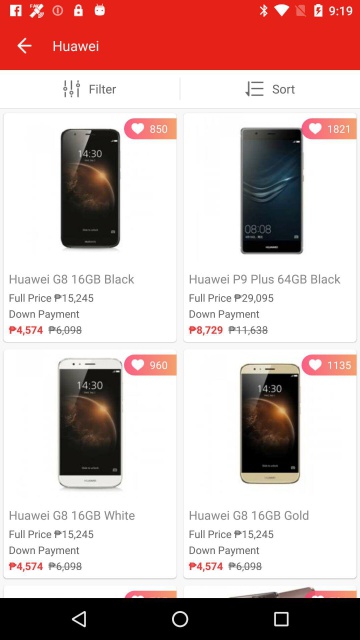 9:19
Huawei
Filter
Sort
850
1821
14:30
08:08
Huawei G8 16GB Black
Huawei P9 Plus 64GB Black
Full Price ₱15,245
Full Price ₱29,095
Down Payment
Down Payment
₱4,574 ₱6,098
₱8,729 ₱11,638
960
1135
14:30
14:30
Huawei G8 16GB White
Huawei G8 16GB Gold
Full Price ₱15,245
Full Price ₱15,245
Down Payment
Down Payment
₱4,574 ₱6,098
₱4,574 ₱6,098